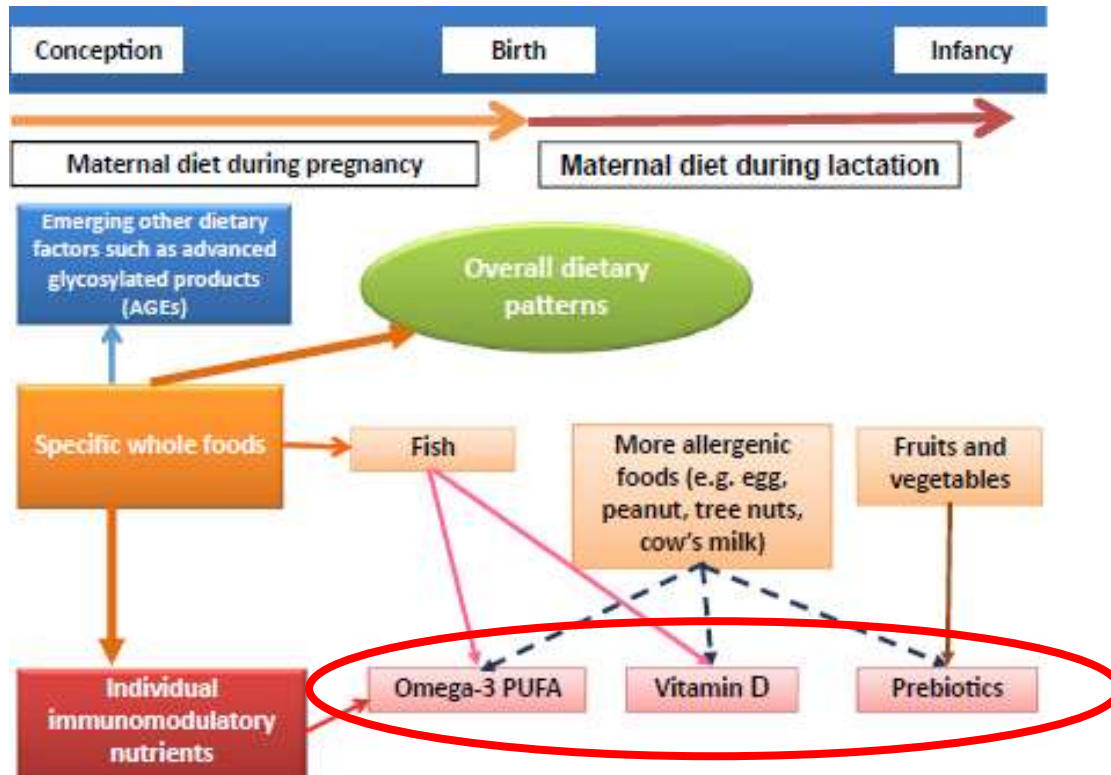 Conception
Birth
Infancy
Maternal diet during pregnancy
Maternal diet during lactation
Emerging other dietary
factors such as advanced
glycosylated products
(AGEs)
Overall dietary
patterns
Specific whole foods
Fish
More allergenic
foods (e.g. egg,
peanut, tree nuts,
cow's milk)
Fruits and
vegetables
Individual
immunomodulatory
nutrients
Omega-3 PUFA
Vitamin D
Prebiotics